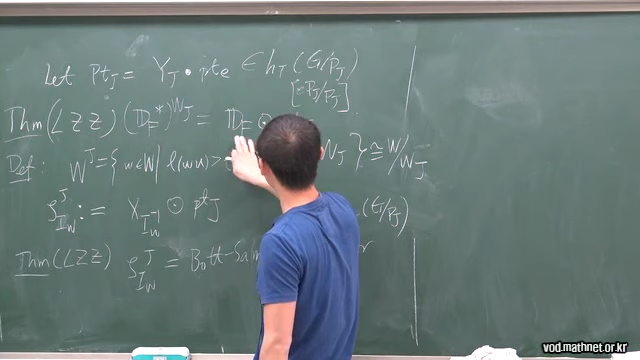 Let pt_J = Y_J • pt_e ∈ h_T(G/P_J)
[= P_J/P_J]
Thm (LZZ) (𝔻_F^*)^{W_J} = 𝔻_F ⊙
Def: W^J = { w ∈ W | ℓ(wu) > W_J } ≅ W/W_J
ζ^J_{I_w} := X_{I_w^{-1}} ⊙ pt_J (G/P_J)
Thm (LZZ) ζ^J_{I_w} = Bott-Sam
vod.mathnet.or.kr